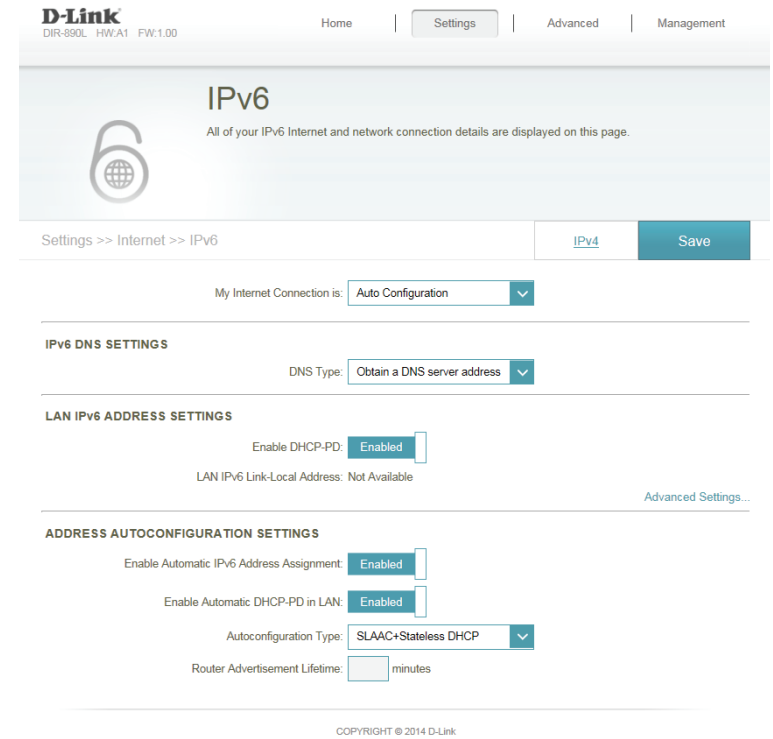 D-Link
DIR-890L HW:A1 FW:1.00
Home Settings Advanced Management
IPv6
All of your IPv6 Internet and network connection details are displayed on this page.
Settings >> Internet >> IPv6 IPv4 Save
My Internet Connection is: Auto Configuration
IPv6 DNS SETTINGS
DNS Type: Obtain a DNS server address
LAN IPv6 ADDRESS SETTINGS
Enable DHCP-PD: Enabled
LAN IPv6 Link-Local Address: Not Available
Advanced Settings...
ADDRESS AUTOCONFIGURATION SETTINGS
Enable Automatic IPv6 Address Assignment: Enabled
Enable Automatic DHCP-PD in LAN: Enabled
Autoconfiguration Type: SLAAC+Stateless DHCP
Router Advertisement Lifetime: minutes
COPYRIGHT © 2014 D-Link